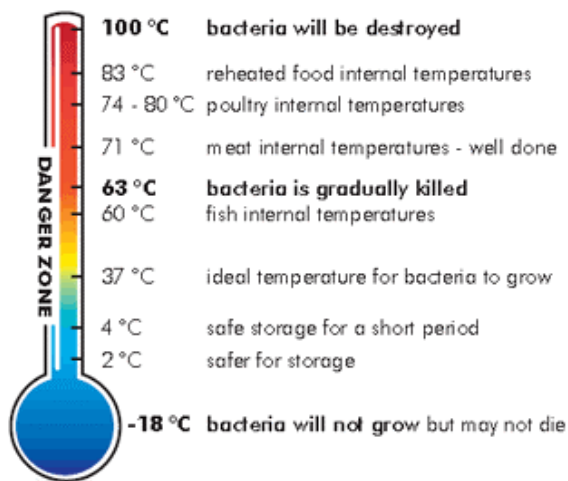 100 °C bacteria will be destroyed
83 °C reheated food internal temperatures
74 - 80 °C poultry internal temperatures
71 °C meat internal temperatures - well done
63 °C bacteria is gradually killed
60 °C fish internal temperatures
37 °C ideal temperature for bacteria to grow
4 °C safe storage for a short period
2 °C safer for storage
-18 °C bacteria will not grow but may not die
DANGER ZONE